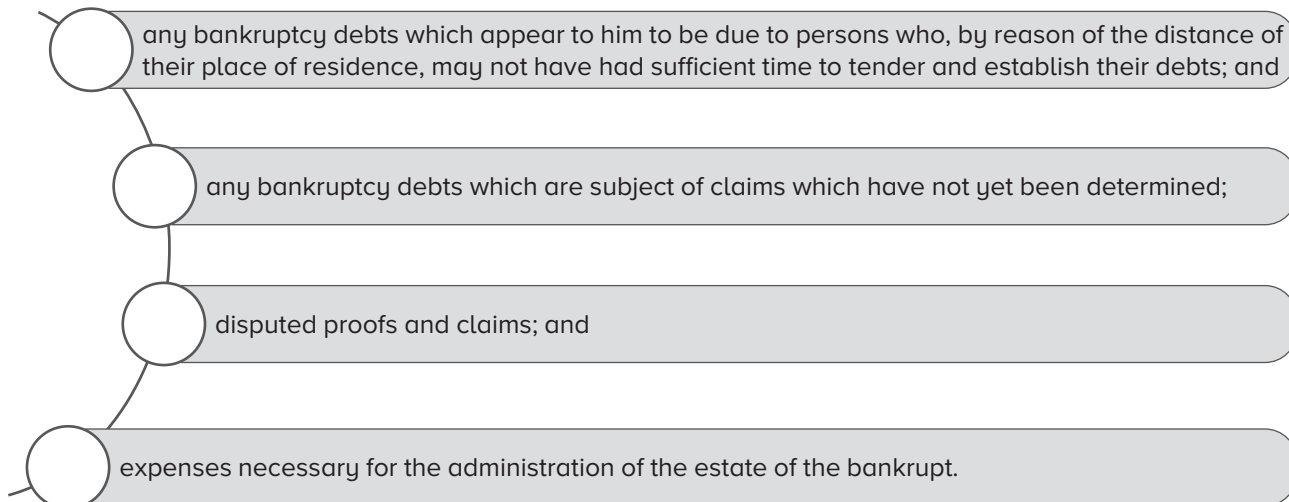 any bankruptcy debts which appear to him to be due to persons who, by reason of the distance of
their place of residence, may not have had sufficient time to tender and establish their debts; and
any bankruptcy debts which are subject of claims which have not yet been determined;
disputed proofs and claims; and
expenses necessary for the administration of the estate of the bankrupt.